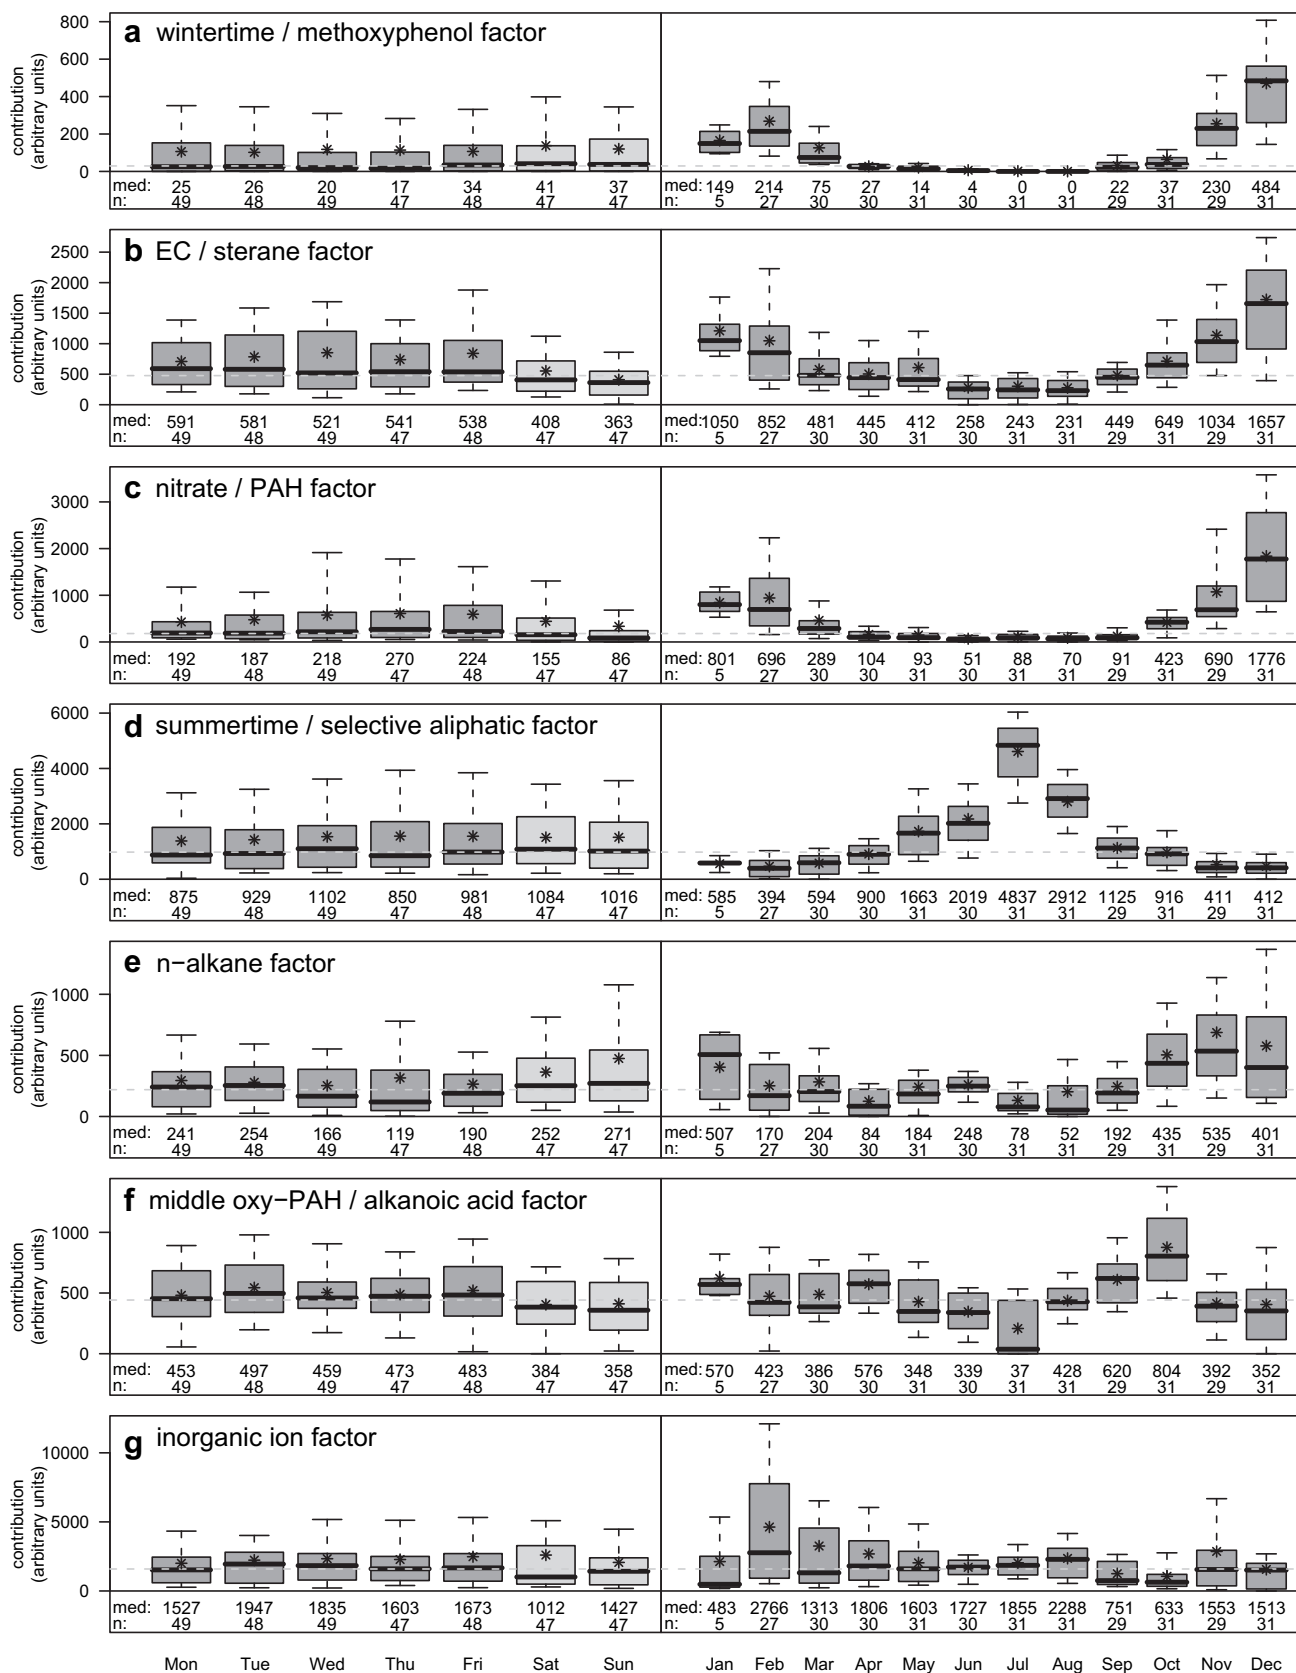 a wintertime / methoxyphenol factor
contribution
(arbitrary units)
800
600
400
200
0
med: 25 26 20 17 34 41 37 med: 149 214 75 27 14 4 0 0 22 37 230 484
n: 49 48 49 47 48 47 47 n: 5 27 30 30 31 30 31 31 29 31 29 31
b EC / sterane factor
contribution
(arbitrary units)
2500
2000
1500
1000
500
0
med: 591 581 521 541 538 408 363 med: 1050 852 481 445 412 258 243 231 449 649 1034 1657
n: 49 48 49 47 48 47 47 n: 5 27 30 30 31 30 31 31 29 31 29 31
c nitrate / PAH factor
contribution
(arbitrary units)
3000
2000
1000
0
med: 192 187 218 270 224 155 86 med: 801 696 289 104 93 51 88 70 91 423 690 1776
n: 49 48 49 47 48 47 47 n: 5 27 30 30 31 30 31 31 29 31 29 31
d summertime / selective aliphatic factor
contribution
(arbitrary units)
6000
4000
2000
0
med: 875 929 1102 850 981 1084 1016 med: 585 394 594 900 1663 2019 4837 2912 1125 916 411 412
n: 49 48 49 47 48 47 47 n: 5 27 30 30 31 30 31 31 29 31 29 31
e n−alkane factor
contribution
(arbitrary units)
1000
500
0
med: 241 254 166 119 190 252 271 med: 507 170 204 84 184 248 78 52 192 435 535 401
n: 49 48 49 47 48 47 47 n: 5 27 30 30 31 30 31 31 29 31 29 31
f middle oxy−PAH / alkanoic acid factor
contribution
(arbitrary units)
1000
500
0
med: 453 497 459 473 483 384 358 med: 570 423 386 576 348 339 37 428 620 804 392 352
n: 49 48 49 47 48 47 47 n: 5 27 30 30 31 30 31 31 29 31 29 31
g inorganic ion factor
contribution
(arbitrary units)
10000
5000
0
med: 1527 1947 1835 1603 1673 1012 1427 med: 483 2766 1313 1806 1603 1727 1855 2288 751 633 1553 1513
n: 49 48 49 47 48 47 47 n: 5 27 30 30 31 30 31 31 29 31 29 31
Mon Tue Wed Thu Fri Sat Sun Jan Feb Mar Apr May Jun Jul Aug Sep Oct Nov Dec